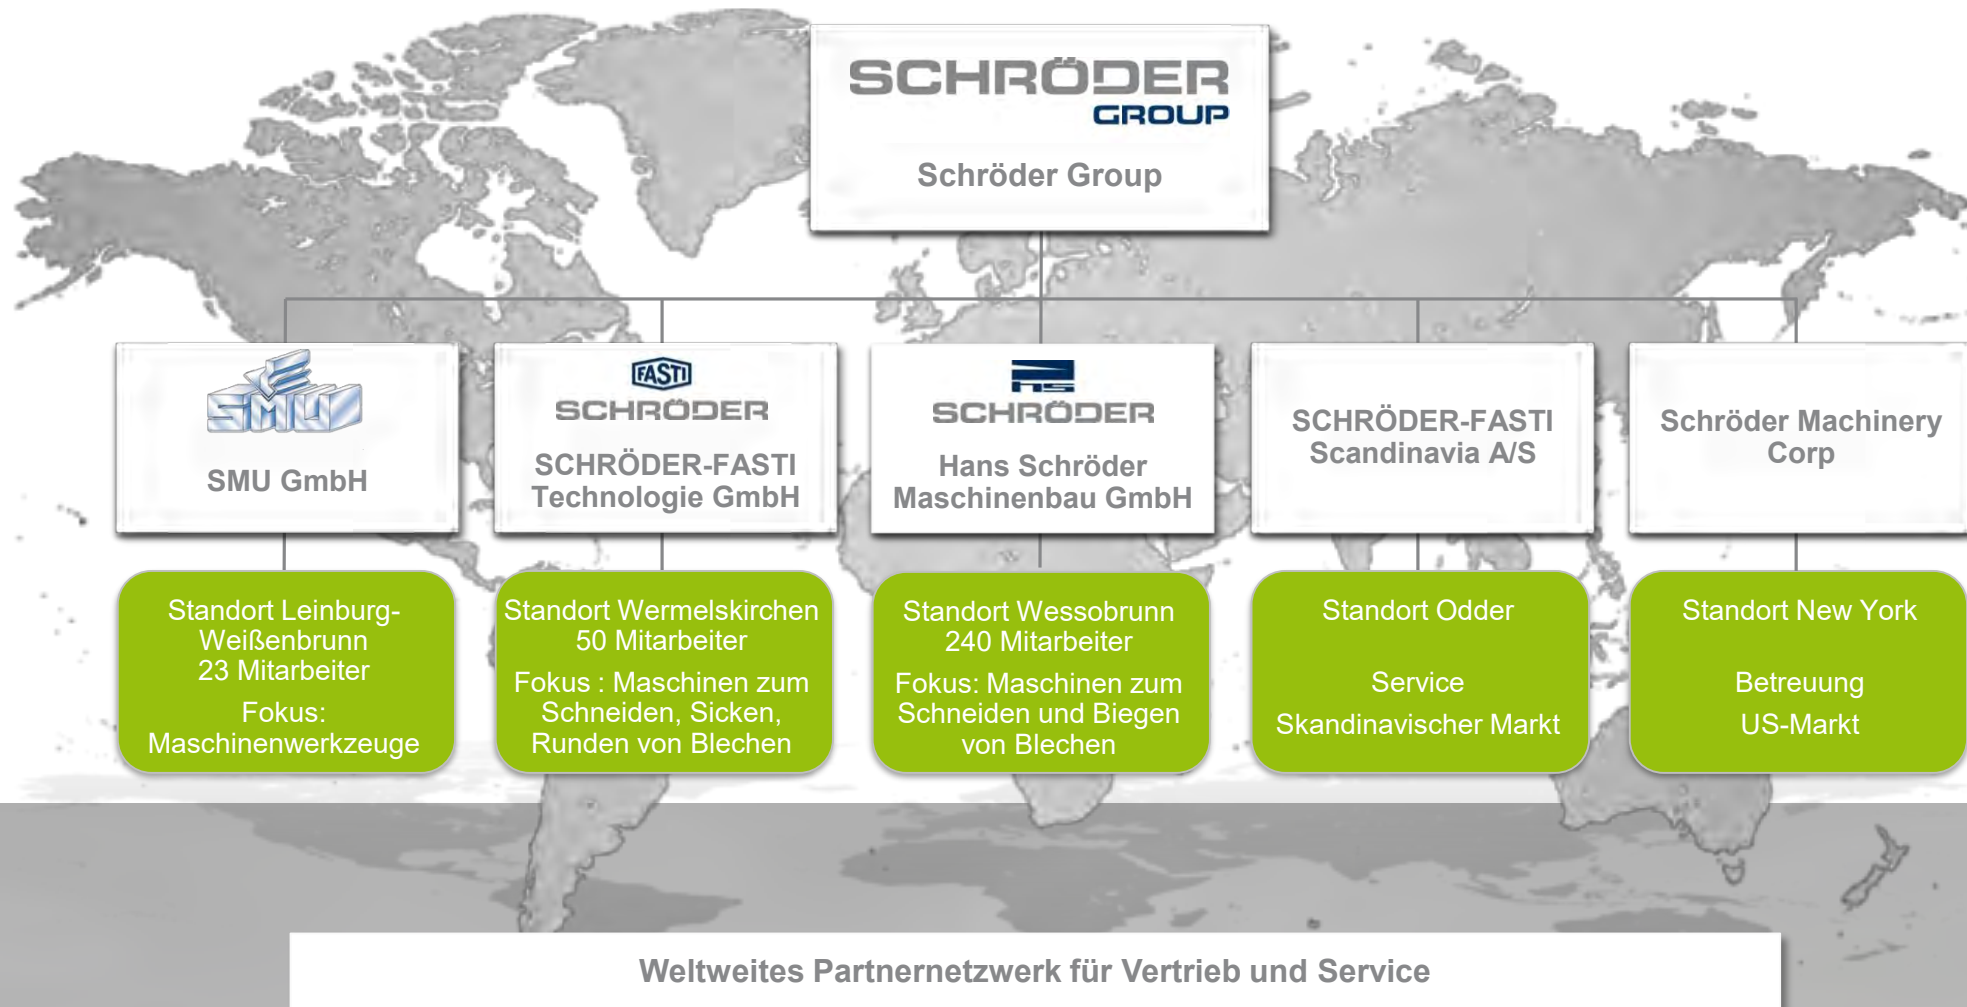 SCHRÖDER
GROUP
Schröder Group
SMU
SMU GmbH
FASTI
SCHRÖDER
SCHRÖDER-FASTI
Technologie GmbH
HS
SCHRÖDER
Hans Schröder
Maschinenbau GmbH
SCHRÖDER-FASTI
Scandinavia A/S
Schröder Machinery
Corp
Standort Leinburg-
Weißenbrunn
23 Mitarbeiter
Fokus:
Maschinenwerkzeuge
Standort Wermelskirchen
50 Mitarbeiter
Fokus : Maschinen zum
Schneiden, Sicken,
Runden von Blechen
Standort Wessobrunn
240 Mitarbeiter
Fokus: Maschinen zum
Schneiden und Biegen
von Blechen
Standort Odder
Service
Skandinavischer Markt
Standort New York
Betreuung
US-Markt
Weltweites Partnernetzwerk für Vertrieb und Service